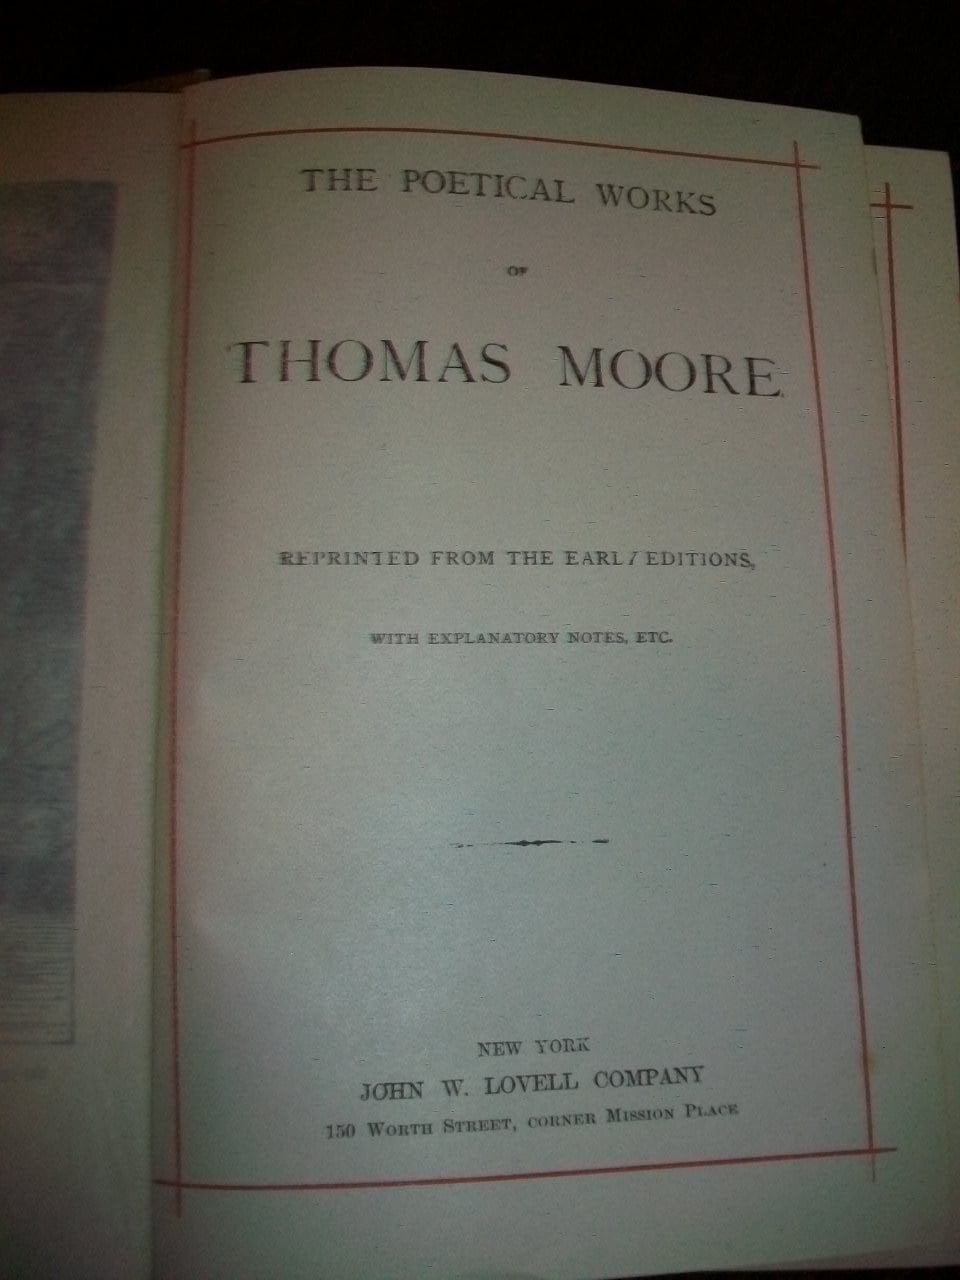 THE POETICAL WORKS
OF
THOMAS MOORE.
REPRINTED FROM THE EARLY EDITIONS,
WITH EXPLANATORY NOTES, ETC.
NEW YORK
JOHN W. LOVELL COMPANY
150 WORTH STREET, CORNER MISSION PLACE